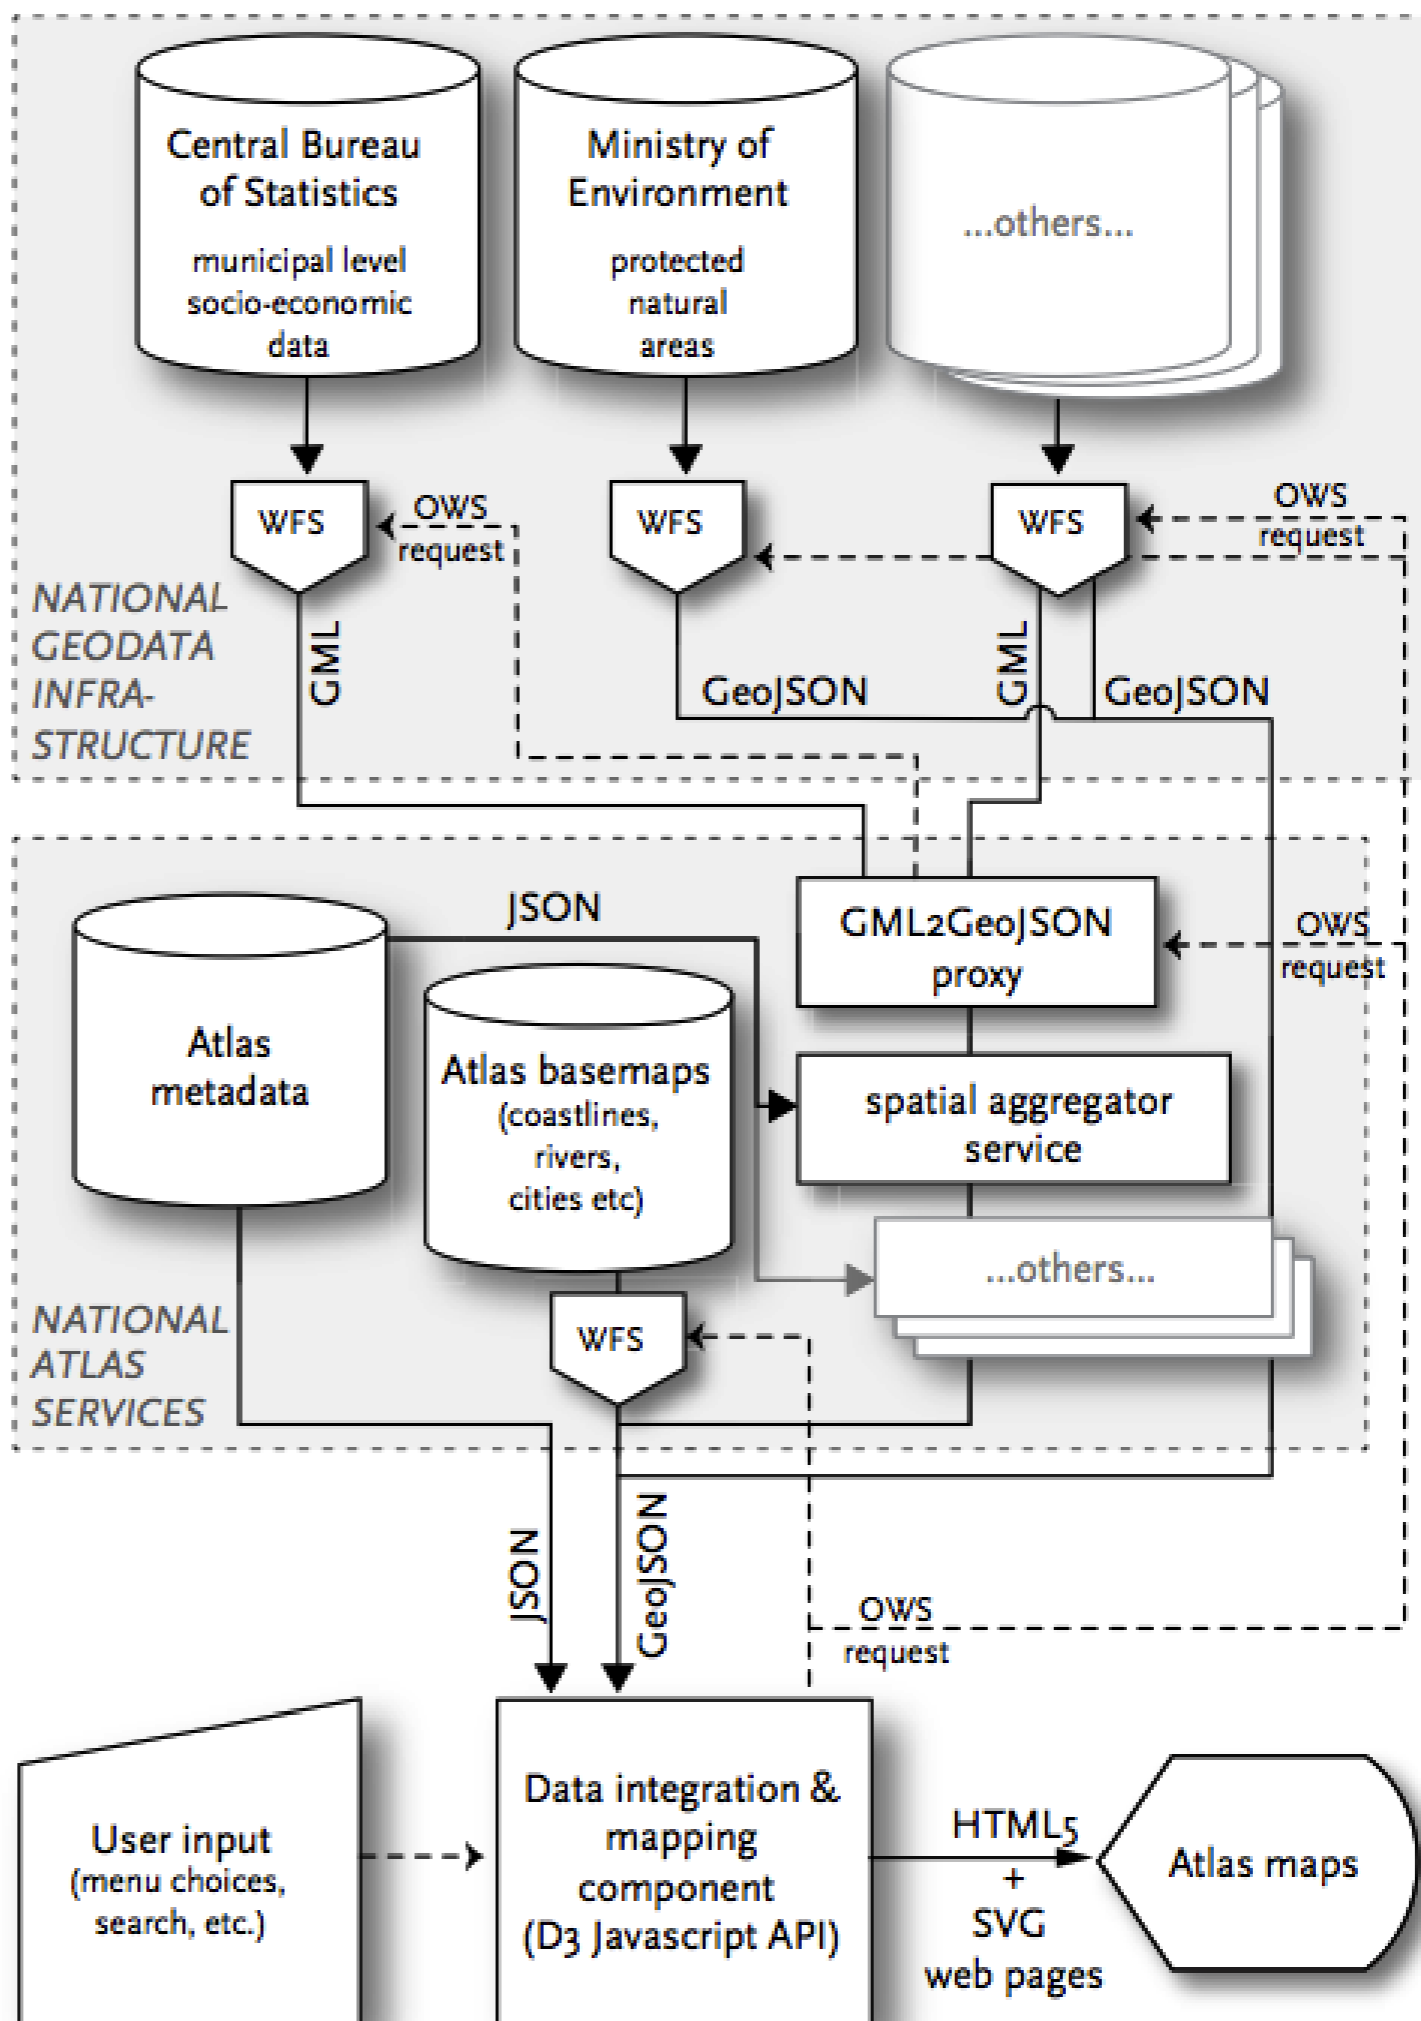 Central Bureau
of Statistics
municipal level
socio-economic
data
Ministry of
Environment
protected
natural
areas
...others...
WFS
OWS
request
WFS
WFS
OWS
request
NATIONAL
GEODATA
INFRA-
STRUCTURE
GML
GeoJSON
GML
GeoJSON
JSON
GML2GeoJSON
proxy
OWS
request
Atlas
metadata
Atlas basemaps
(coastlines,
rivers,
cities etc)
spatial aggregator
service
...others...
WFS
NATIONAL
ATLAS
SERVICES
JSON
GeoJSON
OWS
request
User input
(menu choices,
search, etc.)
Data integration &
mapping
component
(D3 Javascript API)
HTML5
+
SVG
web pages
Atlas maps